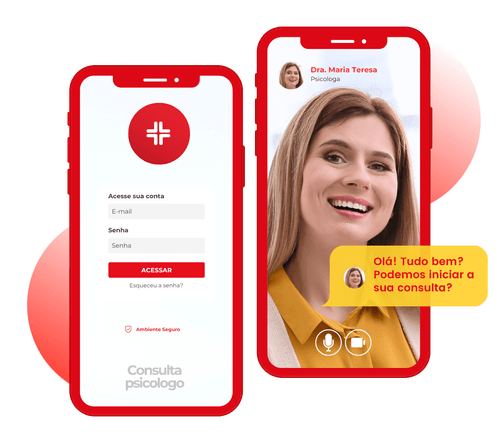 Acesse sua conta
E-mail
Senha
Senha
ACESSAR
Esqueceu a senha?
Ambiente Seguro
Consulta
psicologo
Dra. Maria Teresa
Psicologa
Olá! Tudo bem?
Podemos iniciar a
sua consulta?